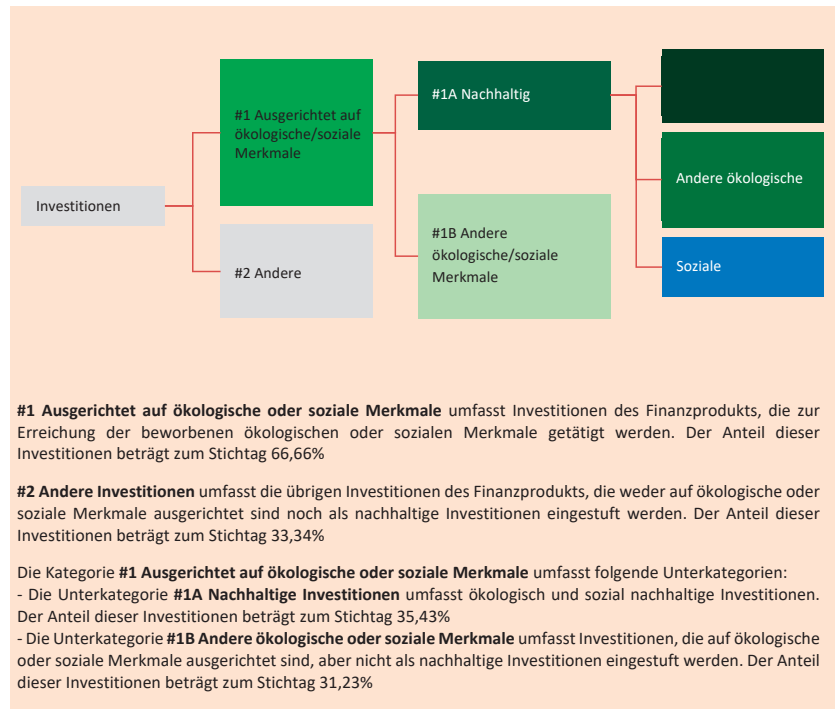 #1 Ausgerichtet auf
ökologische/soziale
Merkmale
#1A Nachhaltig
Andere ökologische
Investitionen
#1B Andere
ökologische/soziale
Merkmale
#2 Andere
Soziale
#1 Ausgerichtet auf ökologische oder soziale Merkmale umfasst Investitionen des Finanzprodukts, die zur
Erreichung der beworbenen ökologischen oder sozialen Merkmale getätigt werden. Der Anteil dieser
Investitionen beträgt zum Stichtag 66,66%
#2 Andere Investitionen umfasst die übrigen Investitionen des Finanzprodukts, die weder auf ökologische oder
soziale Merkmale ausgerichtet sind noch als nachhaltige Investitionen eingestuft werden. Der Anteil dieser
Investitionen beträgt zum Stichtag 33,34%
Die Kategorie #1 Ausgerichtet auf ökologische oder soziale Merkmale umfasst folgende Unterkategorien:
- Die Unterkategorie #1A Nachhaltige Investitionen umfasst ökologisch und sozial nachhaltige Investitionen.
Der Anteil dieser Investitionen beträgt zum Stichtag 35,43%
- Die Unterkategorie #1B Andere ökologische oder soziale Merkmale umfasst Investitionen, die auf ökologische
oder soziale Merkmale ausgerichtet sind, aber nicht als nachhaltige Investitionen eingestuft werden. Der Anteil
dieser Investitionen beträgt zum Stichtag 31,23%